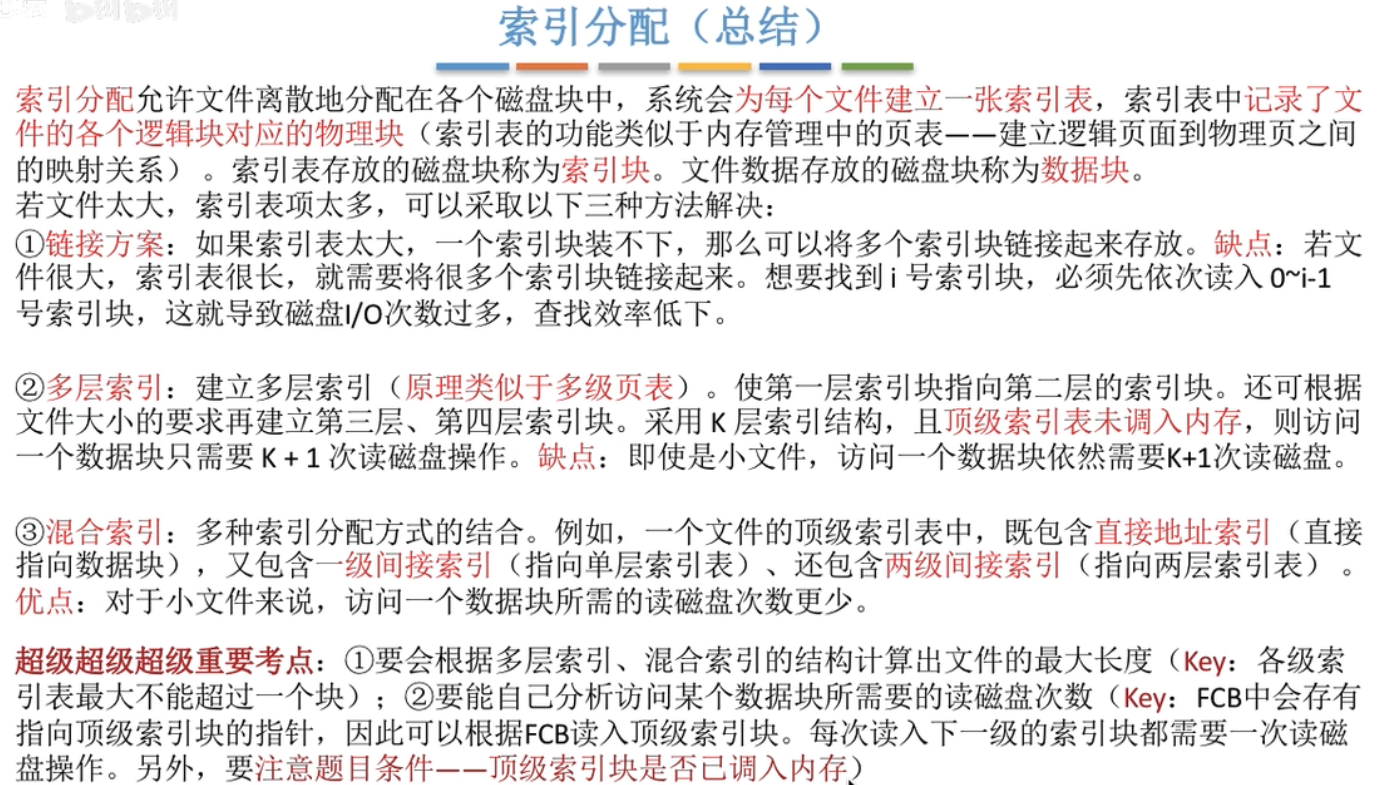 索引分配（总结）
索引分配允许文件离散地分配在各个磁盘块中，系统会为每个文件建立一张索引表，索引表中记录了文
件的各个逻辑块对应的物理块（索引表的功能类似于内存管理中的页表——建立逻辑页面到物理页之间
的映射关系）。索引表存放的磁盘块称为索引块。文件数据存放的磁盘块称为数据块。
若文件太大，索引表项太多，可以采取以下三种方法解决：
①链接方案：如果索引表太大，一个索引块装不下，那么可以将多个索引块链接起来存放。缺点：若文
件很大，索引表很长，就需要将很多个索引块链接起来。想要找到 i 号索引块，必须先依次读入 0~i-1
号索引块，这就导致磁盘I/O次数过多，查找效率低下。
②多层索引：建立多层索引（原理类似于多级页表）。使第一层索引块指向第二层的索引块。还可根据
文件大小的要求再建立第三层、第四层索引块。采用 K 层索引结构，且顶级索引表未调入内存，则访问
一个数据块只需要 K + 1 次读磁盘操作。缺点：即使是小文件，访问一个数据块依然需要K+1次读磁盘。
③混合索引：多种索引分配方式的结合。例如，一个文件的顶级索引表中，既包含直接地址索引（直接
指向数据块），又包含一级间接索引（指向单层索引表）、还包含两级间接索引（指向两层索引表）。
优点：对于小文件来说，访问一个数据块所需的读磁盘次数更少。
超级超级超级重要考点：①要会根据多层索引、混合索引的结构计算出文件的最大长度（Key：各级索
引表最大不能超过一个块）；②要能自己分析访问某个数据块所需要的读磁盘次数（Key：FCB中会存有
指向顶级索引块的指针，因此可以根据FCB读入顶级索引块。每次读入下一级的索引块都需要一次读磁
盘操作。另外，要注意题目条件——顶级索引块是否已调入内存）